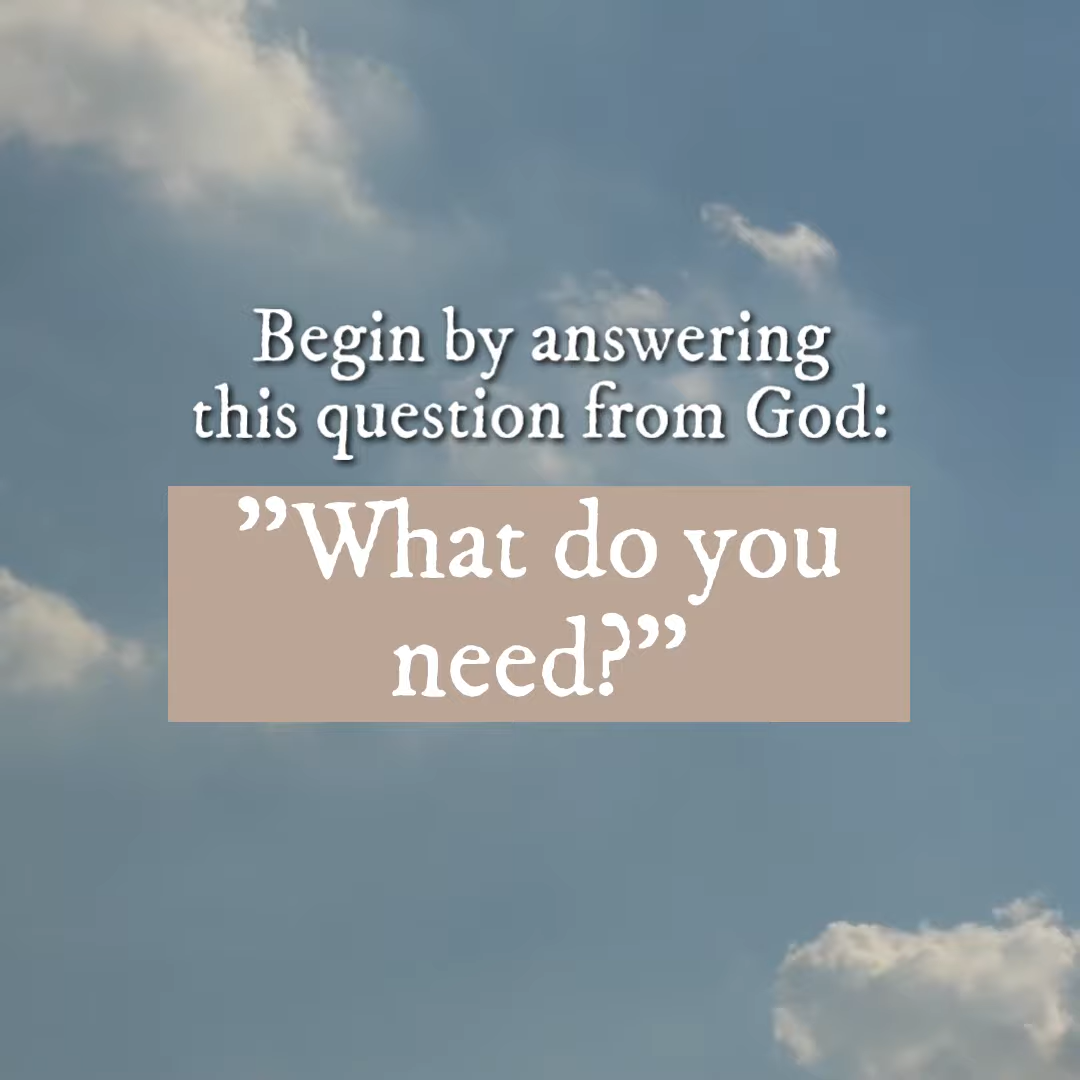 Begin by answering
this question from God:
”What do you
need?”